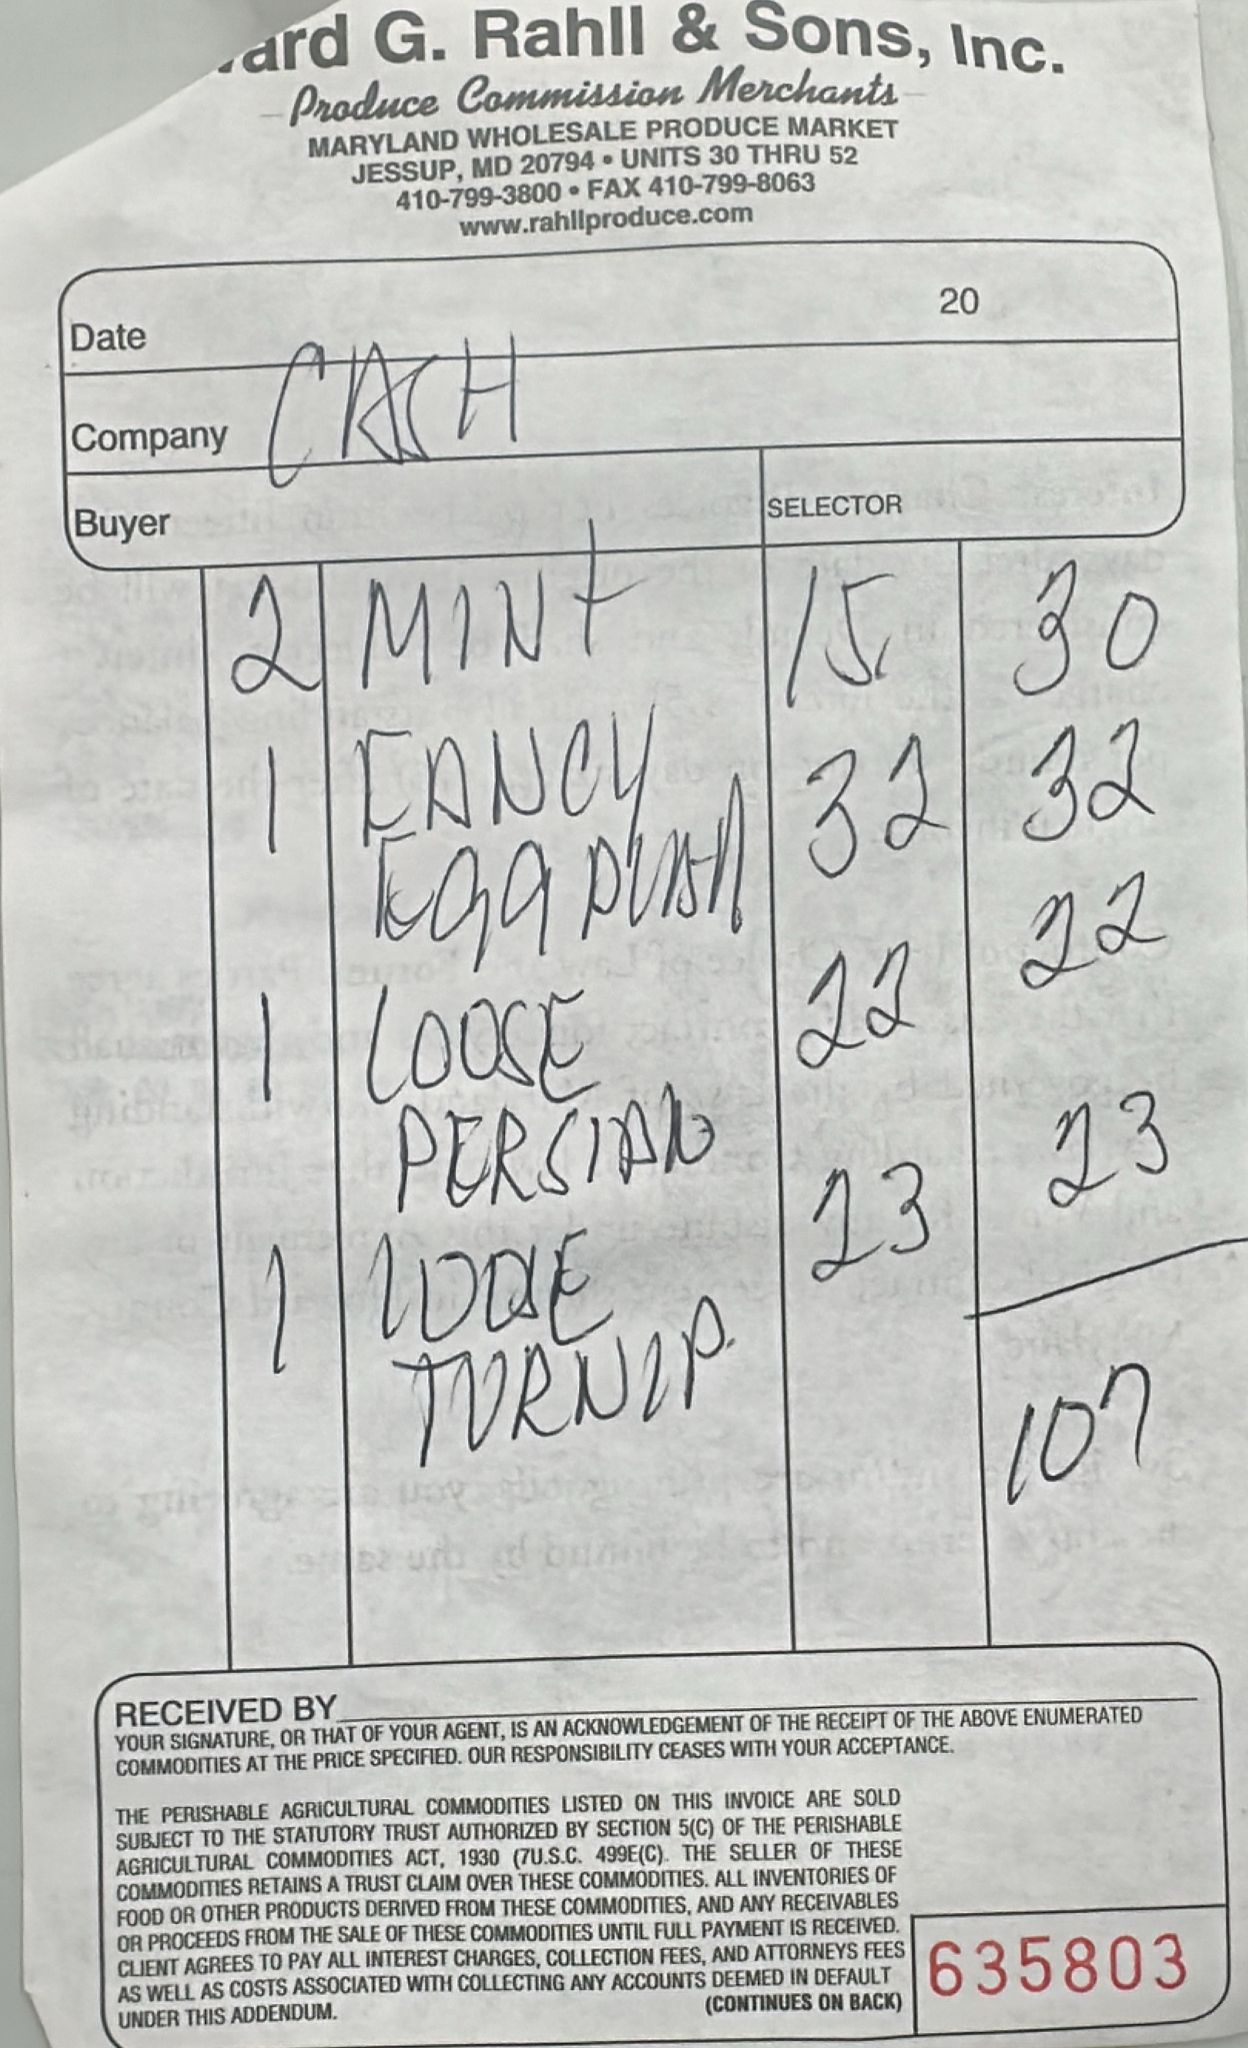 ard G. Rahll & Sons, Inc.
Produce Commission Merchants
MARYLAND WHOLESALE PRODUCE MARKET
JESSUP, MD 20794 • UNITS 30 THRU 52
410-799-3800 • FAX 410-799-8063
www.rahllproduce.com
Date 20
Company CASH
Buyer SELECTOR
2 MINT 15. 30
1 FANCY 32 32
EGG
1 LOOSE 22 22
PERSIAN
1 LOOSE 23 23
TURNIP.
107
RECEIVED BY
YOUR SIGNATURE, OR THAT OF YOUR AGENT, IS AN ACKNOWLEDGEMENT OF THE RECEIPT OF THE ABOVE ENUMERATED
COMMODITIES AT THE PRICE SPECIFIED. OUR RESPONSIBILITY CEASES WITH YOUR ACCEPTANCE.
THE PERISHABLE AGRICULTURAL COMMODITIES LISTED ON THIS INVOICE ARE SOLD
SUBJECT TO THE STATUTORY TRUST AUTHORIZED BY SECTION 5(C) OF THE PERISHABLE
AGRICULTURAL COMMODITIES ACT, 1930 (7U.S.C. 499E(C). THE SELLER OF THESE
COMMODITIES RETAINS A TRUST CLAIM OVER THESE COMMODITIES. ALL INVENTORIES OF
FOOD OR OTHER PRODUCTS DERIVED FROM THESE COMMODITIES, AND ANY RECEIVABLES
OR PROCEEDS FROM THE SALE OF THESE COMMODITIES UNTIL FULL PAYMENT IS RECEIVED.
CLIENT AGREES TO PAY ALL INTEREST CHARGES, COLLECTION FEES, AND ATTORNEYS FEES
AS WELL AS COSTS ASSOCIATED WITH COLLECTING ANY ACCOUNTS DEEMED IN DEFAULT
UNDER THIS ADDENDUM. (CONTINUES ON BACK)
635803